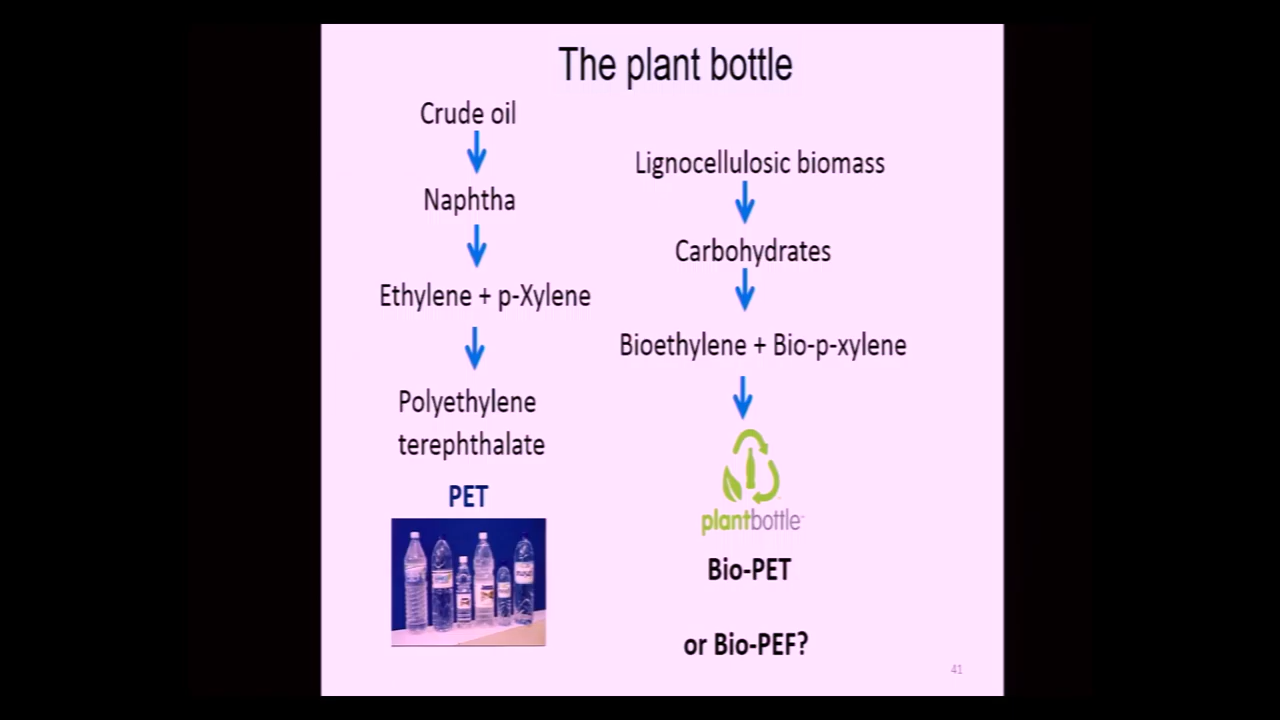 The plant bottle
Crude oil
Naphtha
Ethylene + p-Xylene
Polyethylene
terephthalate
PET
Lignocellulosic biomass
Carbohydrates
Bioethylene + Bio-p-xylene
plantbottle
Bio-PET
or Bio-PEF?
41